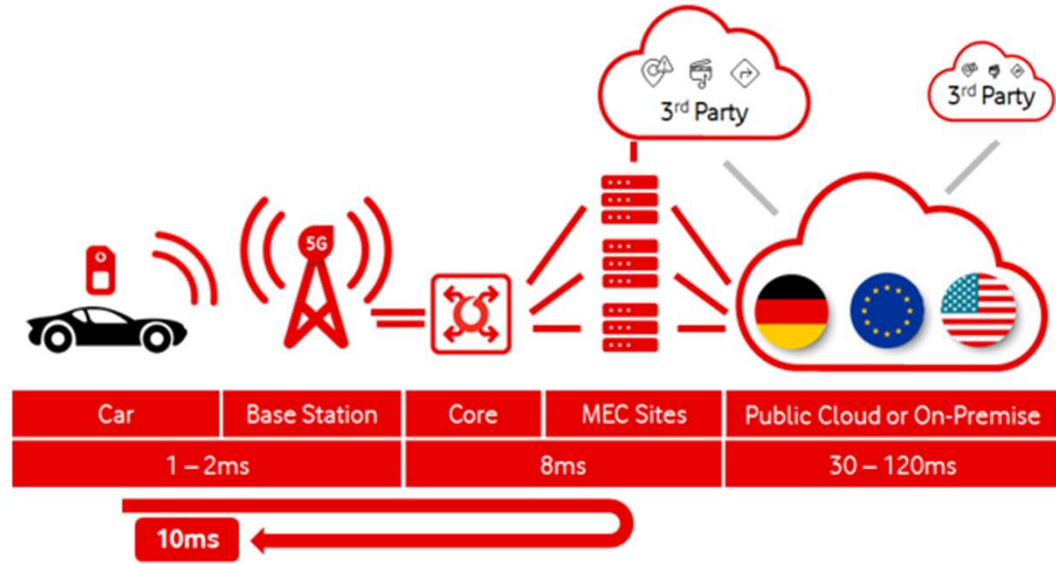 3rd Party
3rd Party
5G
Car
Base Station
Core
MEC Sites
Public Cloud or On-Premise
1 – 2ms
8ms
30 – 120ms
10ms